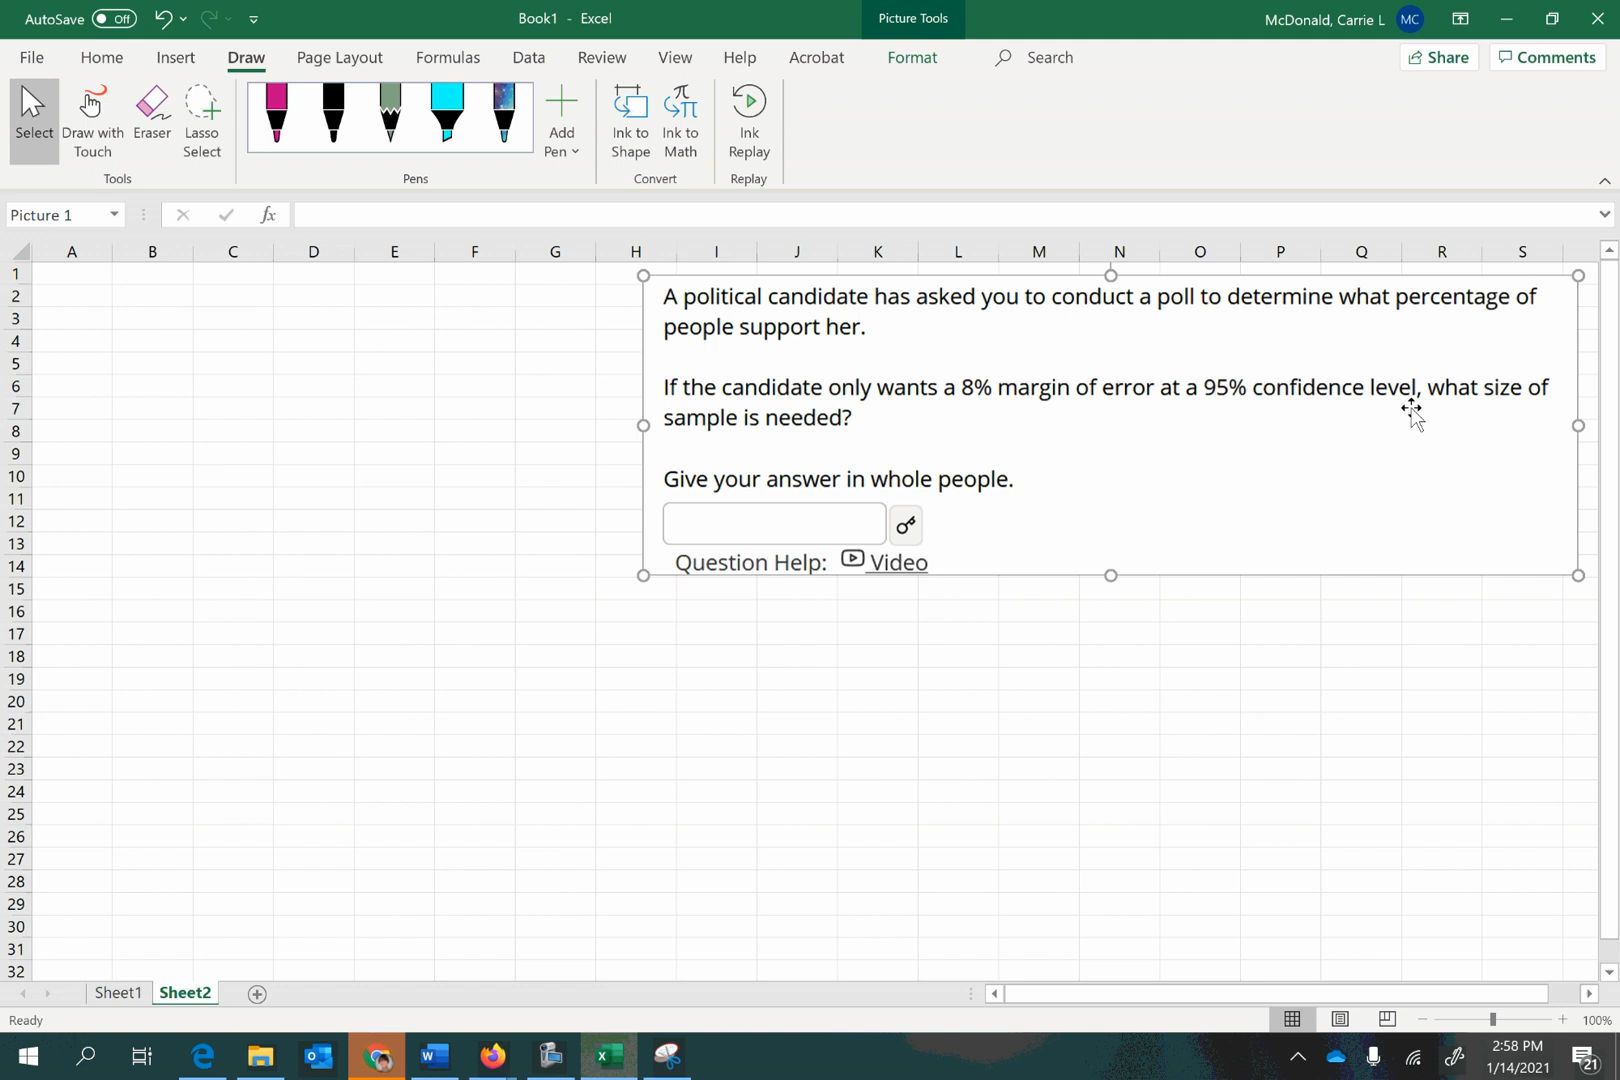 AutoSave Off Book1 - Excel Picture Tools McDonald, Carrie L MC
File Home Insert Draw Page Layout Formulas Data Review View Help Acrobat Format Search Share Comments
Select Draw with Touch Eraser Lasso Select Add Pen Ink to Shape Ink to Math Ink Replay
Tools Pens Convert Replay
Picture 1 fx
A B C D E F G H I J K L M N O P Q R S
1
2
3
4
5
6
7
8
9
10
11
12
13
14
15
16
17
18
19
20
21
22
23
24
25
26
27
28
29
30
31
32
A political candidate has asked you to conduct a poll to determine what percentage of
people support her.
If the candidate only wants a 8% margin of error at a 95% confidence level, what size of
sample is needed?
Give your answer in whole people.
Question Help: Video
Sheet1 Sheet2
Ready 100%
2:58 PM
1/14/2021
21